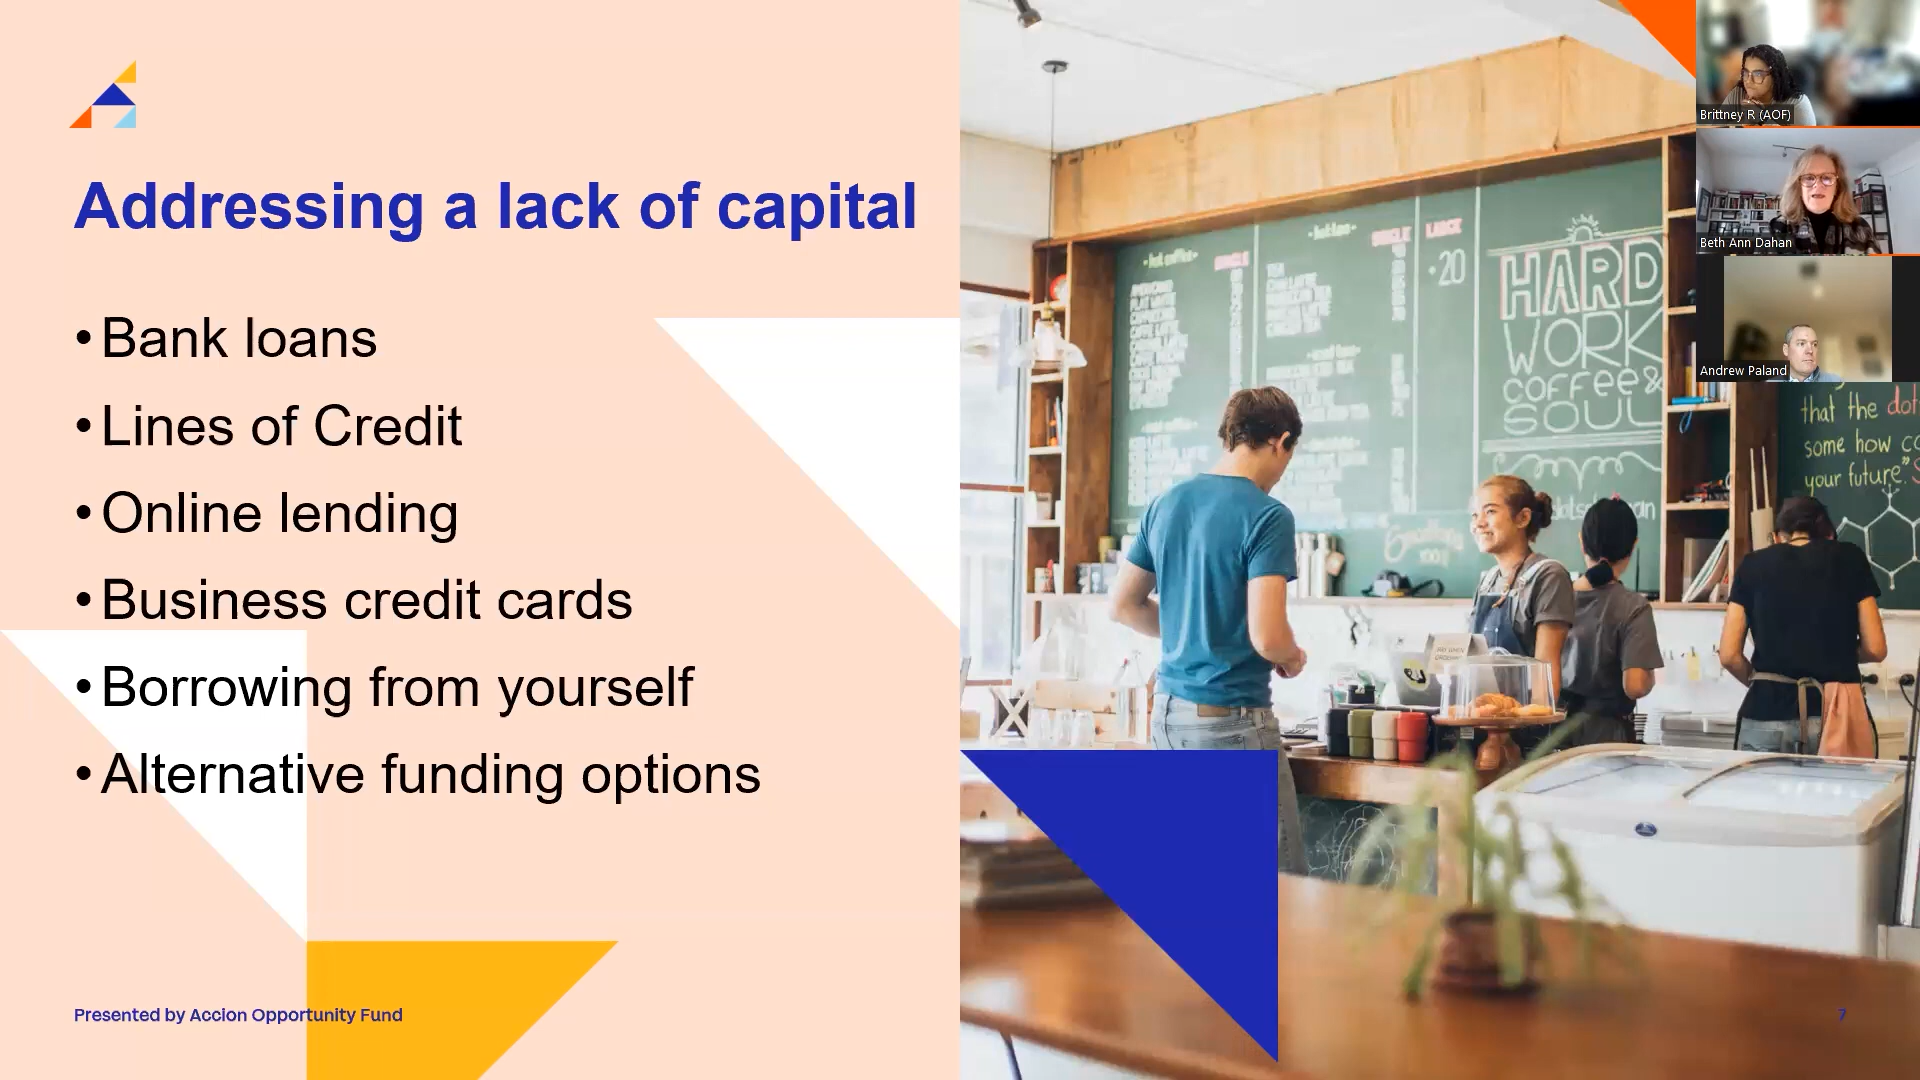 Addressing a lack of capital
• Bank loans
• Lines of Credit
• Online lending
• Business credit cards
• Borrowing from yourself
• Alternative funding options
Presented by Accion Opportunity Fund
HARD
WORK
COFFEE &
SOUL
20
Brittney R (AOF)
Beth Ann Dahan
Andrew Paland
that the
some how
your future."
7